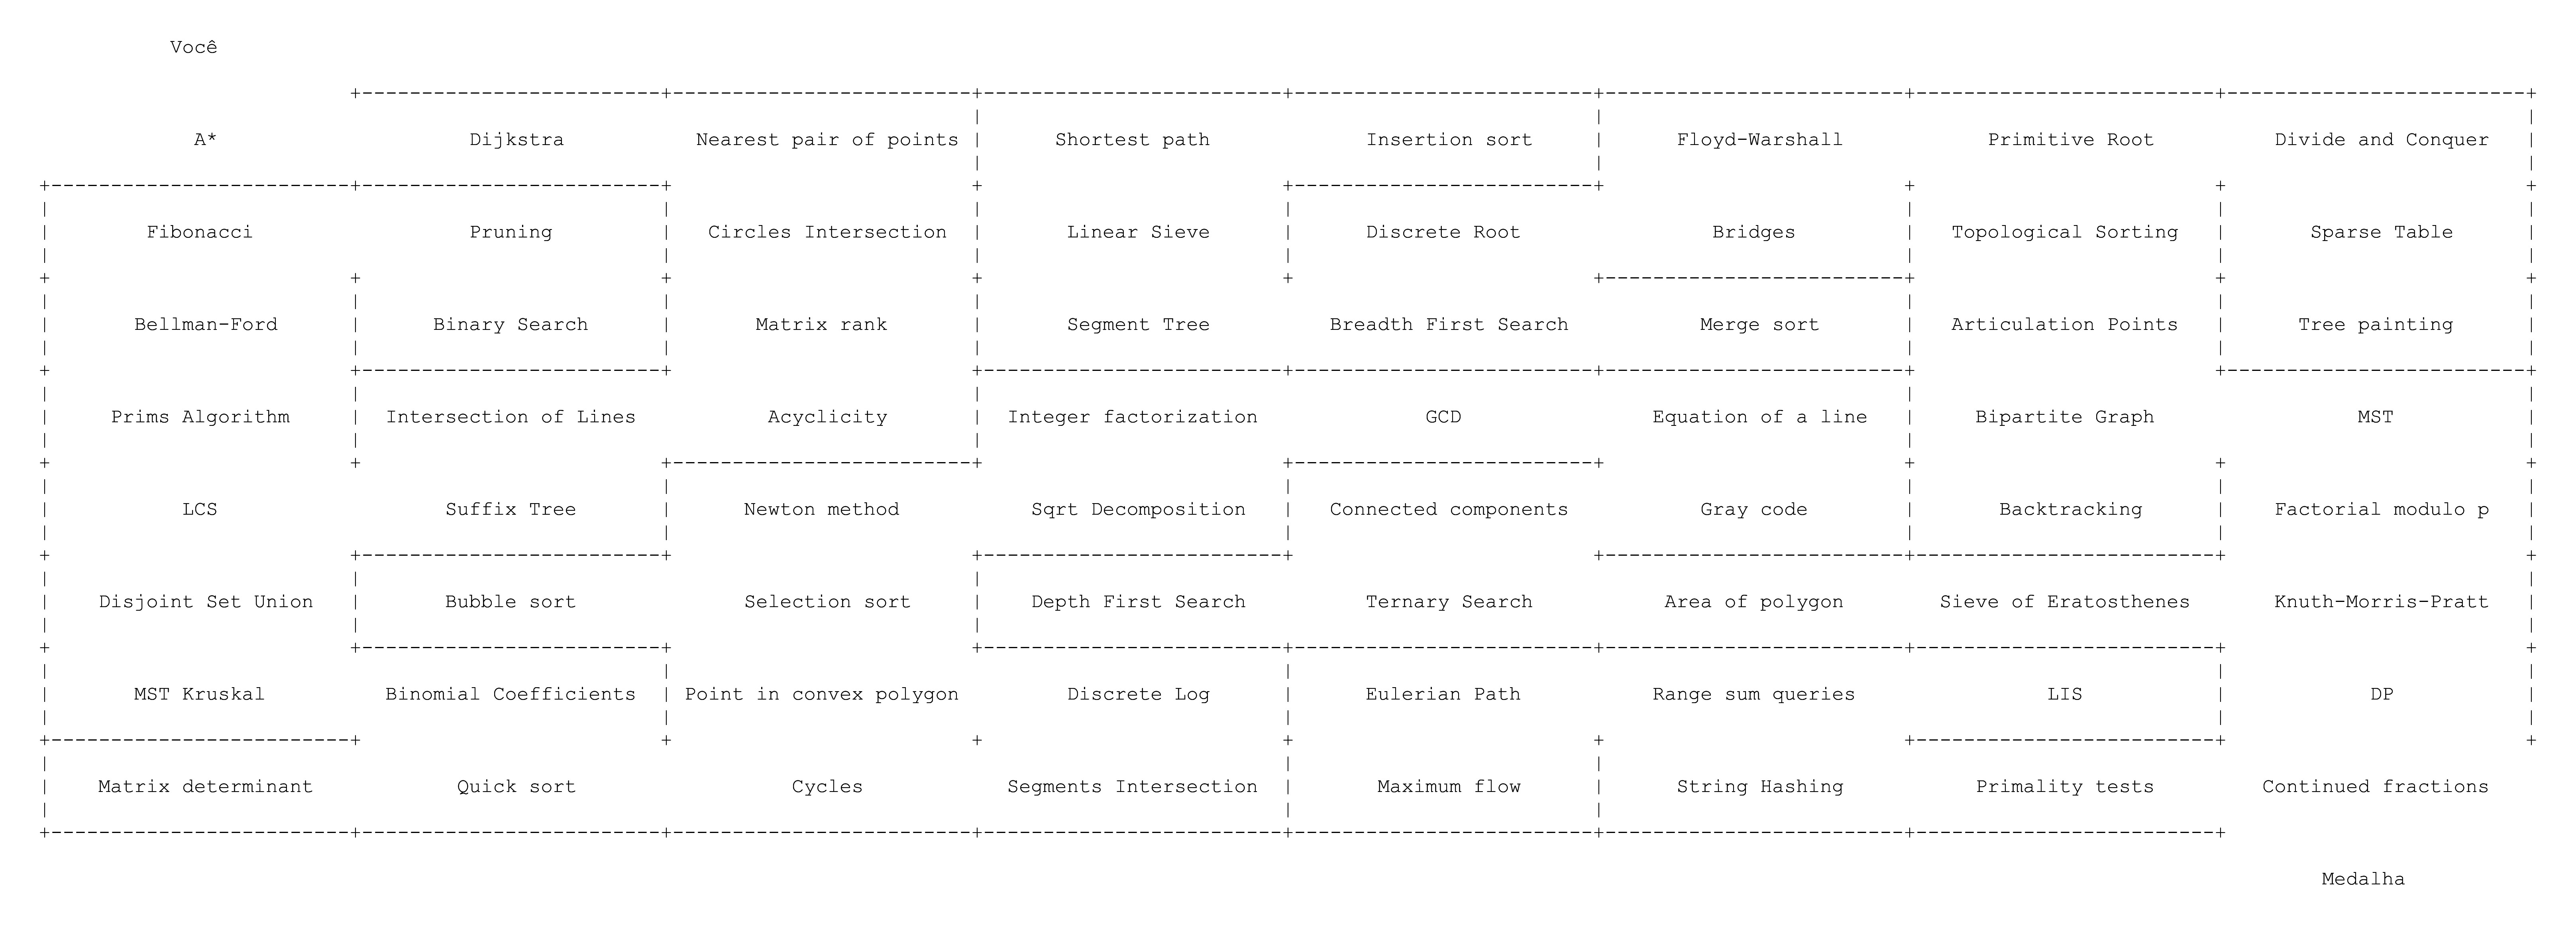 Você
A* Dijkstra Nearest pair of points Shortest path Insertion sort Floyd-Warshall Primitive Root Divide and Conquer
Fibonacci Pruning Circles Intersection Linear Sieve Discrete Root Bridges Topological Sorting Sparse Table
Bellman-Ford Binary Search Matrix rank Segment Tree Breadth First Search Merge sort Articulation Points Tree painting
Prims Algorithm Intersection of Lines Acyclicity Integer factorization GCD Equation of a line Bipartite Graph MST
LCS Suffix Tree Newton method Sqrt Decomposition Connected components Gray code Backtracking Factorial modulo p
Disjoint Set Union Bubble sort Selection sort Depth First Search Ternary Search Area of polygon Sieve of Eratosthenes Knuth-Morris-Pratt
MST Kruskal Binomial Coefficients Point in convex polygon Discrete Log Eulerian Path Range sum queries LIS DP
Matrix determinant Quick sort Cycles Segments Intersection Maximum flow String Hashing Primality tests Continued fractions
Medalha